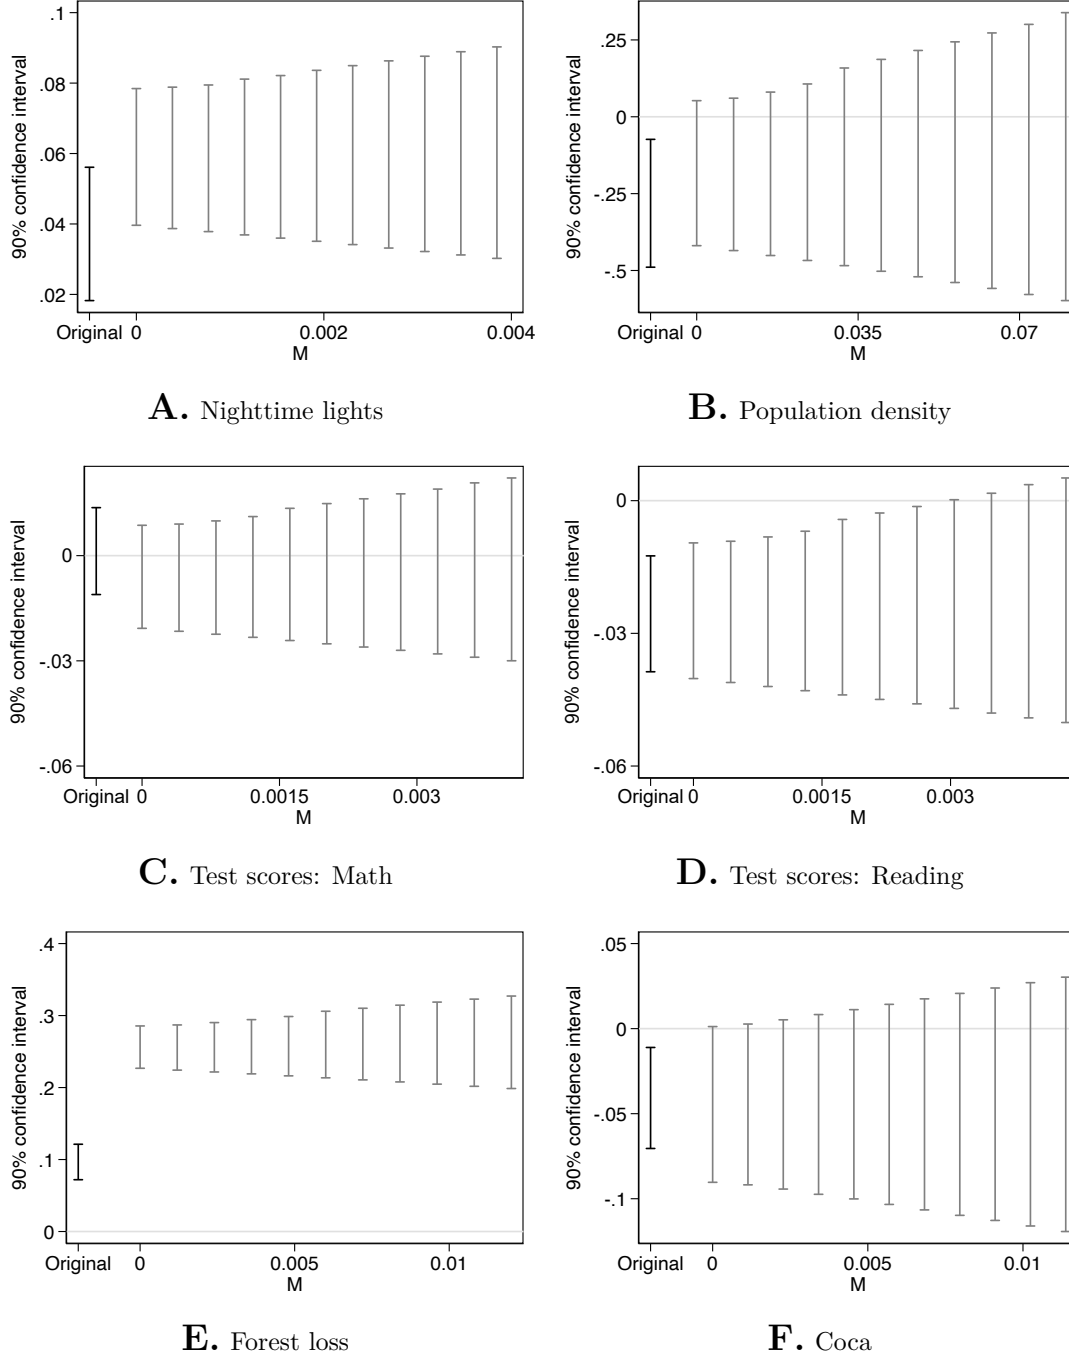 90% confidence interval
.1
.08
.06
.04
.02
Original 0 0.002 0.004
M
A. Nighttime lights
90% confidence interval
.25
0
-.25
-.5
Original 0 0.035 0.07
M
B. Population density
90% confidence interval
0
-.03
-.06
Original 0 0.0015 0.003
M
C. Test scores: Math
90% confidence interval
0
-.03
-.06
Original 0 0.0015 0.003
M
D. Test scores: Reading
90% confidence interval
.4
.3
.2
.1
0
Original 0 0.005 0.01
M
E. Forest loss
90% confidence interval
.05
0
-.05
-.1
Original 0 0.005 0.01
M
F. Coca